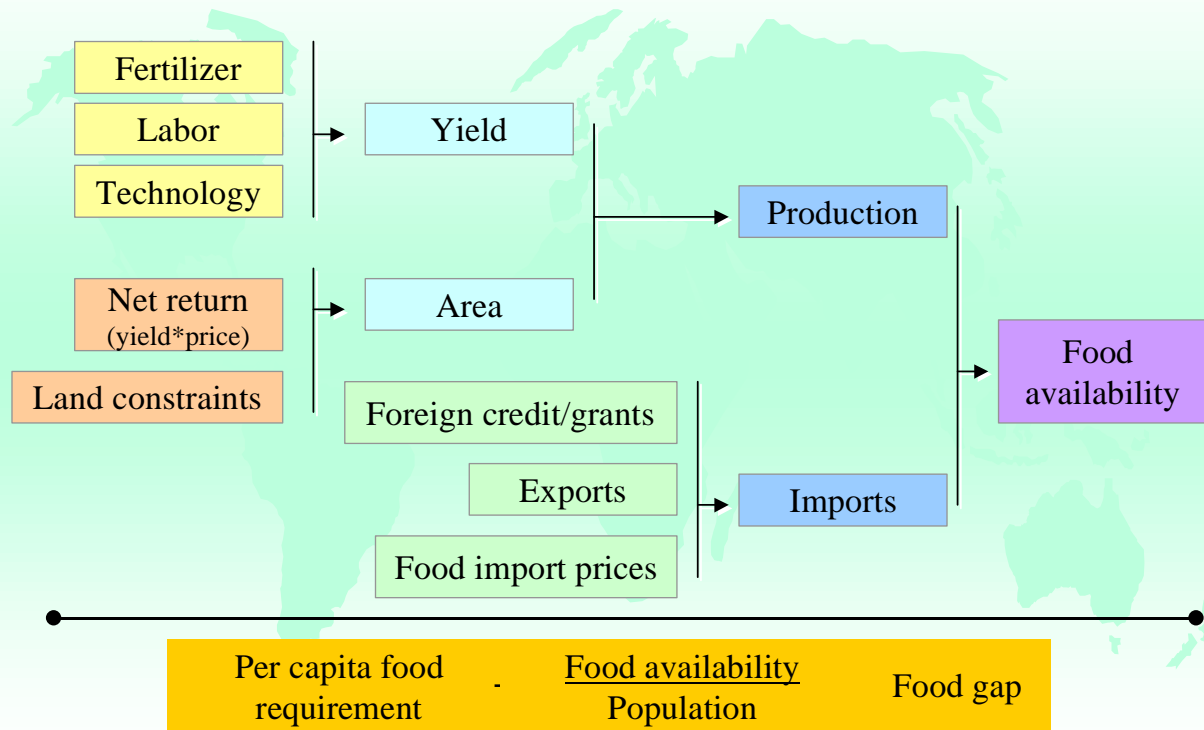 Fertilizer
Labor
Technology
Yield
Net return
(yield*price)
Land constraints
Area
Production
Foreign credit/grants
Exports
Food import prices
Imports
Food
availability
Per capita food
requirement
-
Food availability
Population
Food gap